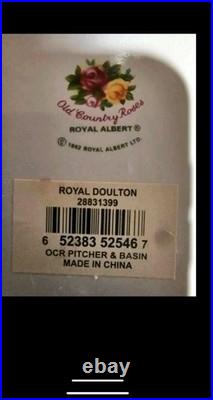 Old Country Roses
ROYAL ALBERT®
© 1962 ROYAL ALBERT LTD.
ROYAL DOULTON
28831399
6 52383 52546 7
OCR PITCHER & BASIN
MADE IN CHINA
ebay